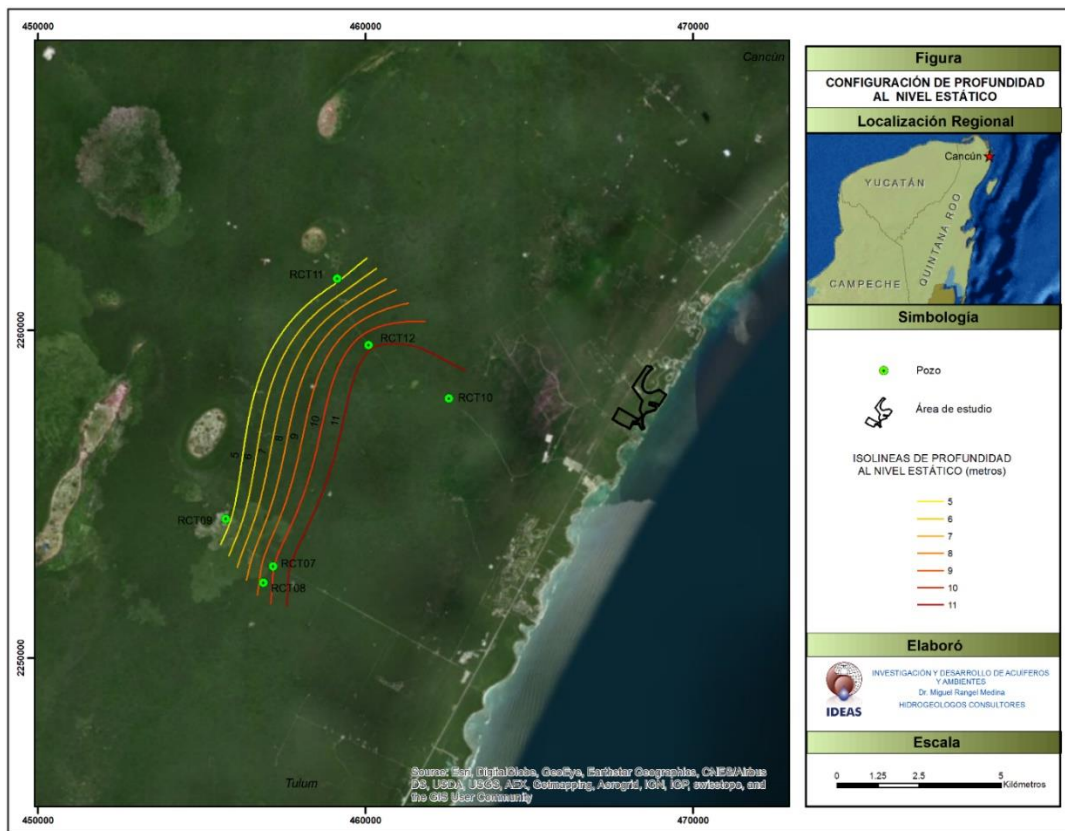 450000
460000
470000
Cancún
2260000
2250000
RCT11
RCT12
RCT10
RCT09
RCT07
RCT08
5
6
7
8
9
10
11
Tulum
Source: Esri, DigitalGlobe, GeoEye, Earthstar Geographics, CNES/Airbus
DS, USDA, USGS, AEX, Getmapping, Aerogrid, IGN, IGP, swisstopo, and
the GIS User Community
450000
460000
470000
Figura
CONFIGURACIÓN DE PROFUNDIDAD
AL NIVEL ESTÁTICO
Localización Regional
Cancún
YUCATÁN
QUINTANA ROO
CAMPECHE
Simbología
Pozo
Área de estudio
ISOLINEAS DE PROFUNDIDAD
AL NIVEL ESTÁTICO (metros)
5
6
7
8
9
10
11
Elaboró
IDEAS
INVESTIGACIÓN Y DESARROLLO DE ACUÍFEROS
Y AMBIENTES
Dr. Miguel Rangel Medina
HIDROGEOLOGOS CONSULTORES
Escala
0 1.25 2.5 5
Kilómetros